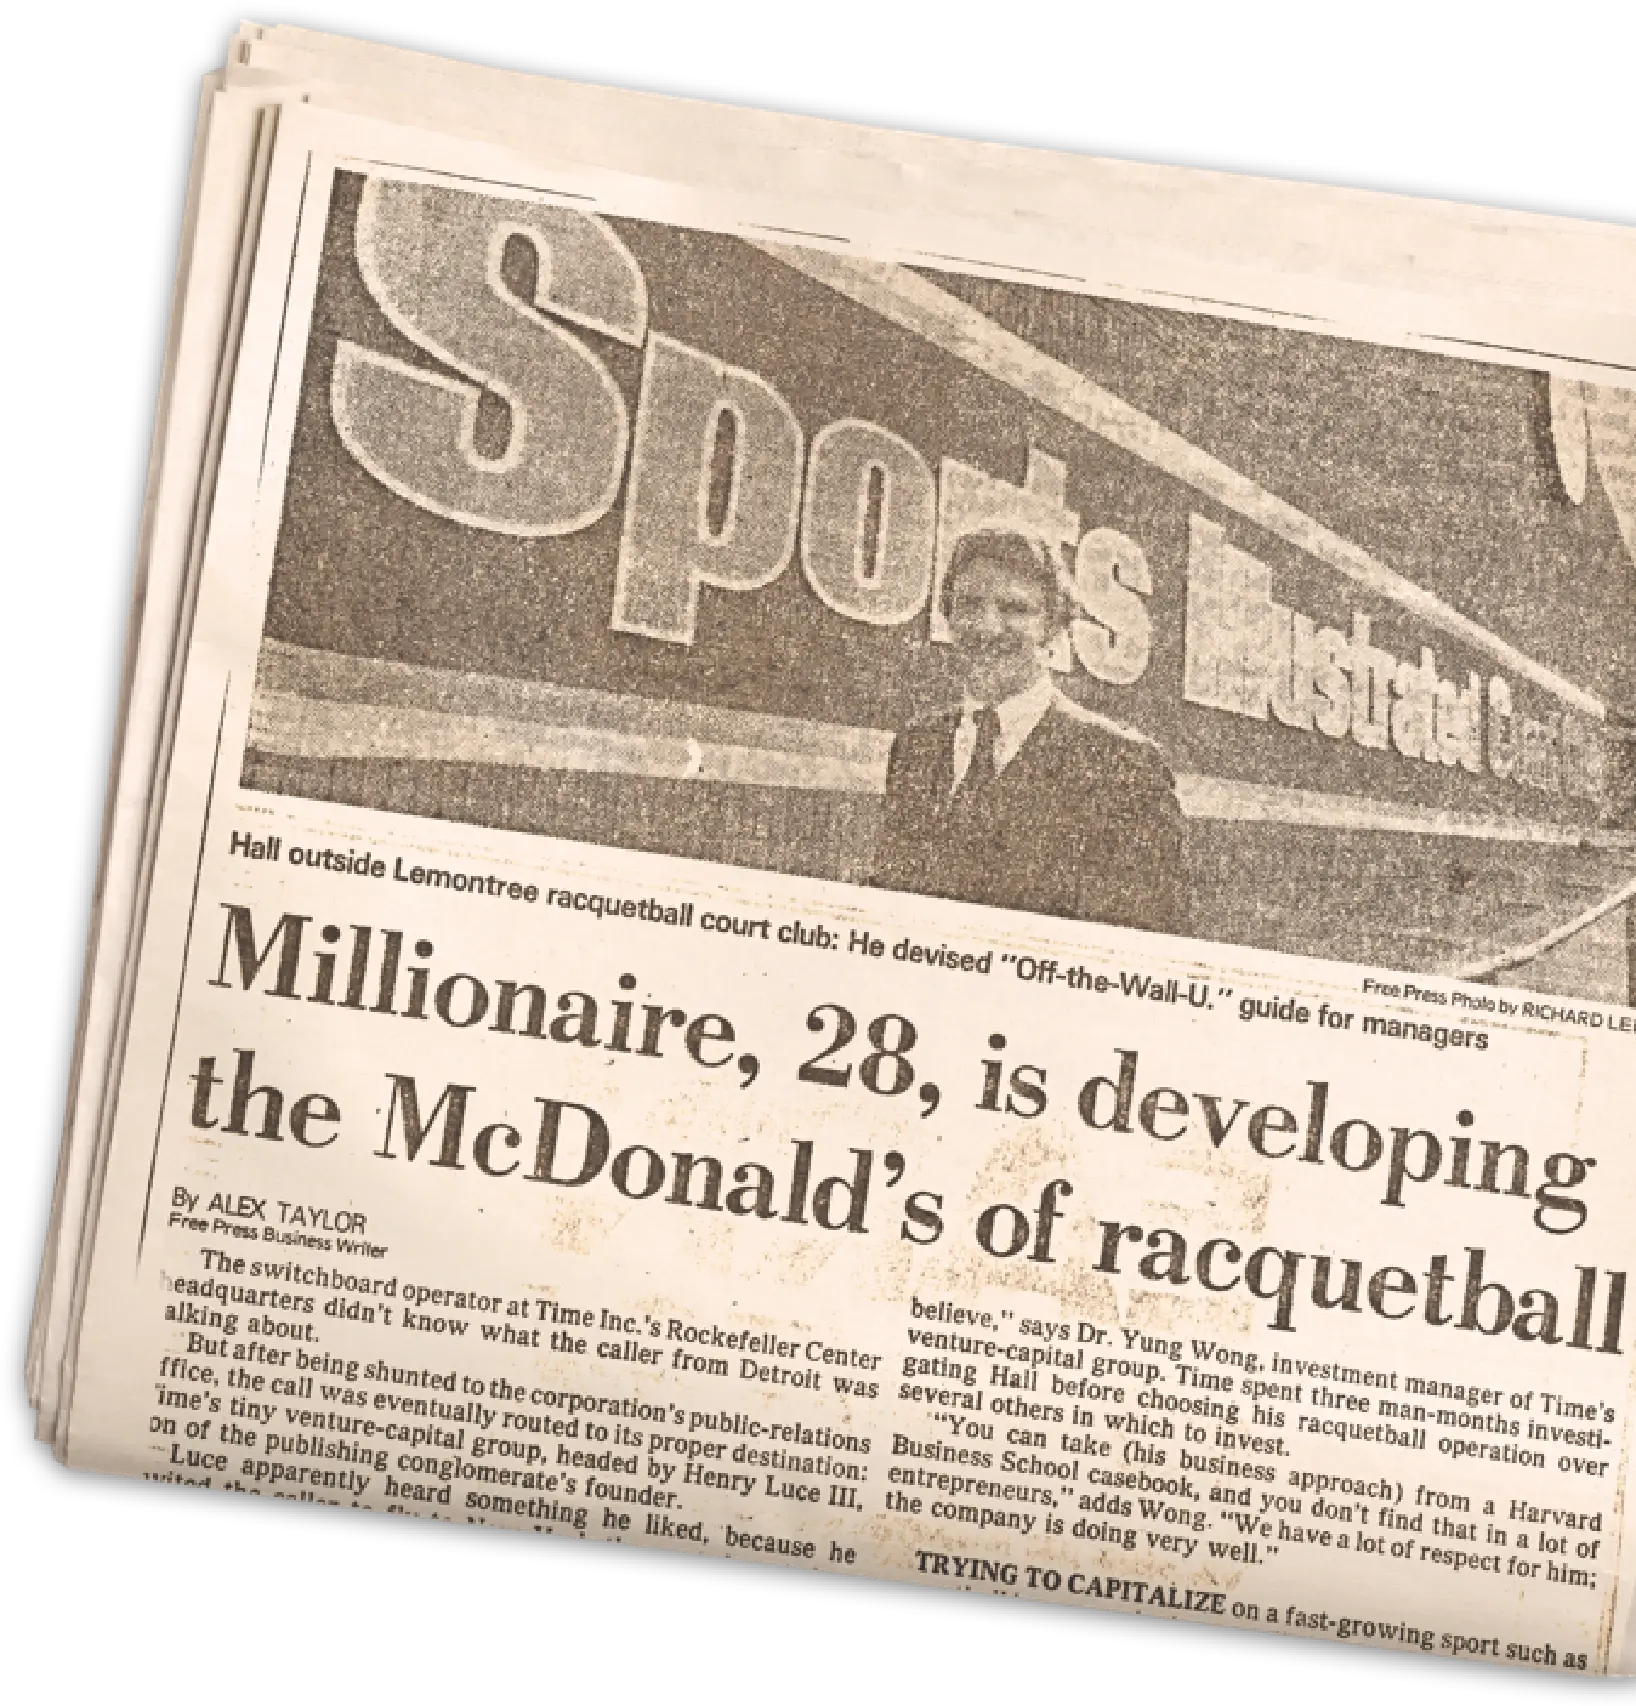 Sports Illustrated
Hall outside Lemontree racquetball court club: He devised "Off-the-Wall-U." guide for managers
Free Press Photo by RICHARD
Millionaire, 28, is developing
the McDonald's of racquetball
By ALEX TAYLOR
Free Press Business Writer
The switchboard operator at Time Inc.'s Rockefeller Center
eadquarters didn't know what the caller from Detroit was
alking about.
But after being shunted to the corporation's public-relations
ffice, the call was eventually routed to its proper destination:
ime's tiny venture-capital group, headed by Henry Luce III,
on of the publishing conglomerate's founder.
Luce apparently heard something he liked, because he
the caller to
believe," says Dr. Yung Wong, investment manager of Time's
venture-capital group. Time spent three man-months investi-
gating Hall before choosing his racquetball operation over
several others in which to invest.
"You can take (his business approach) from a Harvard
Business School casebook, and you don't find that in a lot of
entrepreneurs," adds Wong. "We have a lot of respect for him;
the company is doing very well."
TRYING TO CAPITALIZE on a fast-growing sport such as